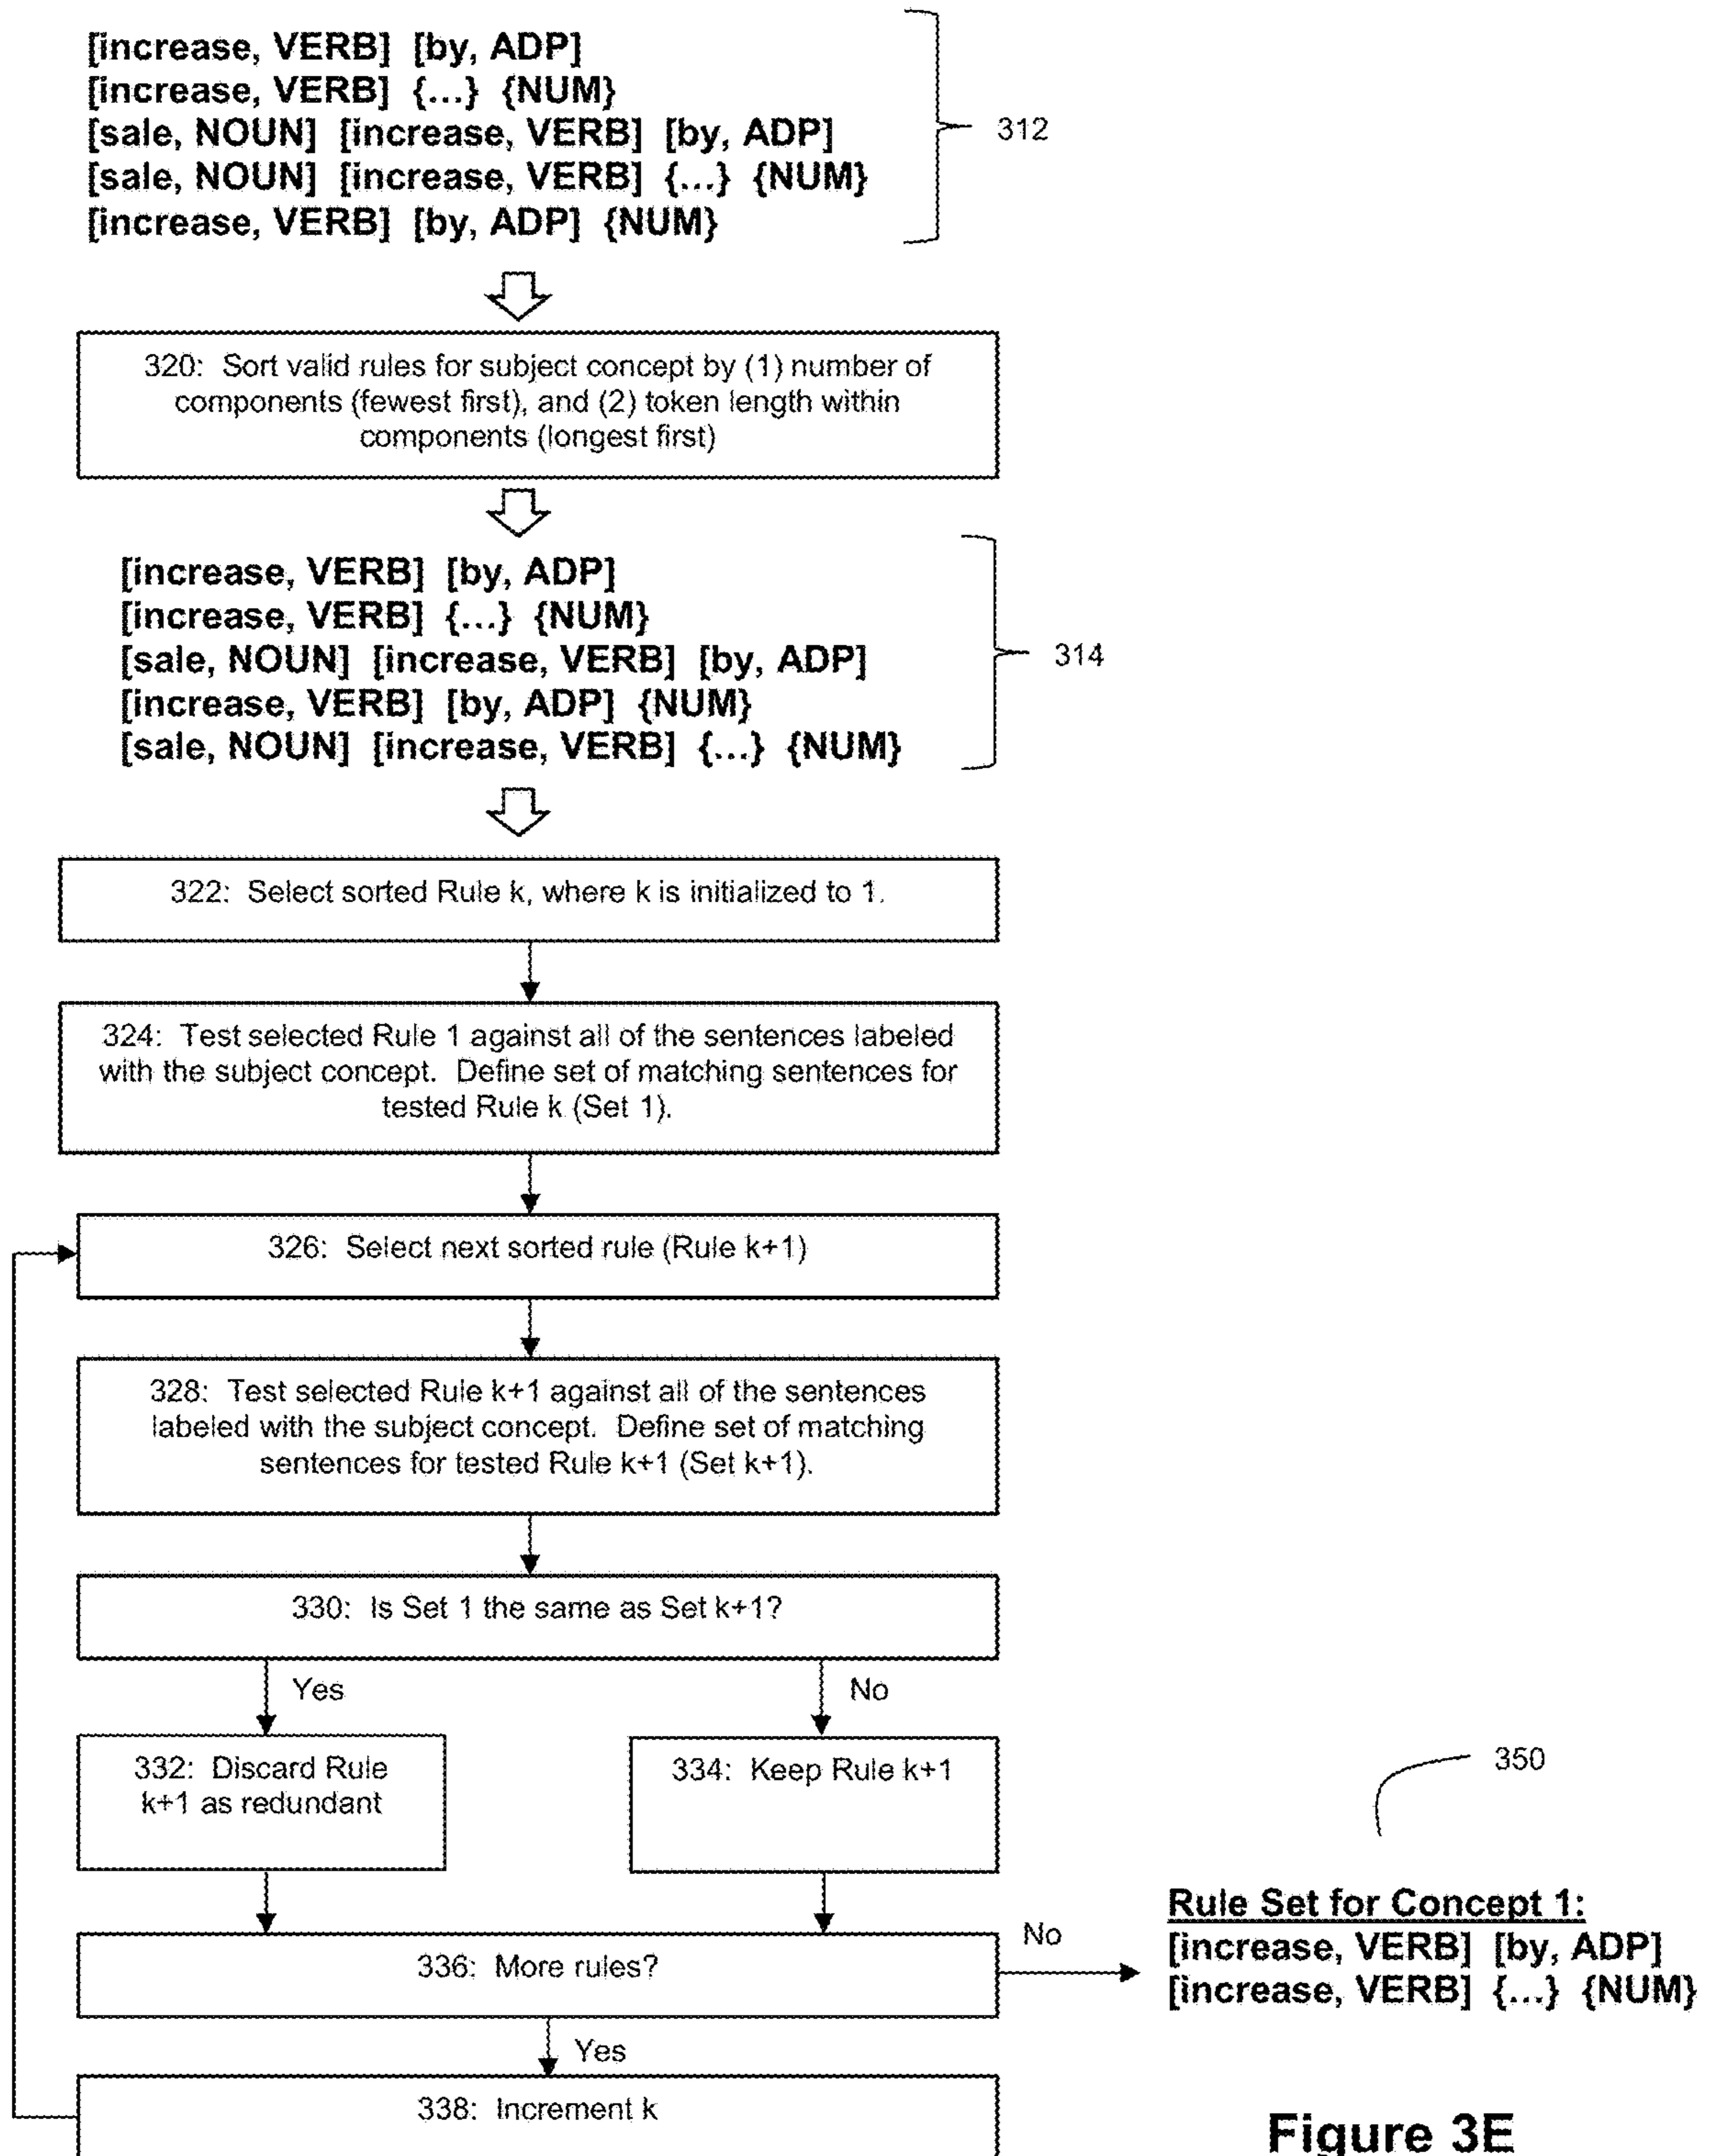 [increase, VERB] [by, ADP]
[increase, VERB] {...} {NUM}
[sale, NOUN] [increase, VERB] [by, ADP]
[sale, NOUN] [increase, VERB] {...} {NUM}
[increase, VERB] [by, ADP] {NUM}
312
320: Sort valid rules for subject concept by (1) number of
components (fewest first), and (2) token length within
components (longest first)
[increase, VERB] [by, ADP]
[increase, VERB] {...} {NUM}
[sale, NOUN] [increase, VERB] [by, ADP]
[increase, VERB] [by, ADP] {NUM}
[sale, NOUN] [increase, VERB] {...} {NUM}
314
322: Select sorted Rule k, where k is initialized to 1.
324: Test selected Rule 1 against all of the sentences labeled
with the subject concept. Define set of matching sentences for
tested Rule k (Set 1).
326: Select next sorted rule (Rule k+1)
328: Test selected Rule k+1 against all of the sentences
labeled with the subject concept. Define set of matching
sentences for tested Rule k+1 (Set k+1).
330: Is Set 1 the same as Set k+1?
Yes
No
332: Discard Rule
k+1 as redundant
334: Keep Rule k+1
336: More rules?
No
Yes
338: Increment k
350
Rule Set for Concept 1:
[increase, VERB] [by, ADP]
[increase, VERB] {...} {NUM}
Figure 3E